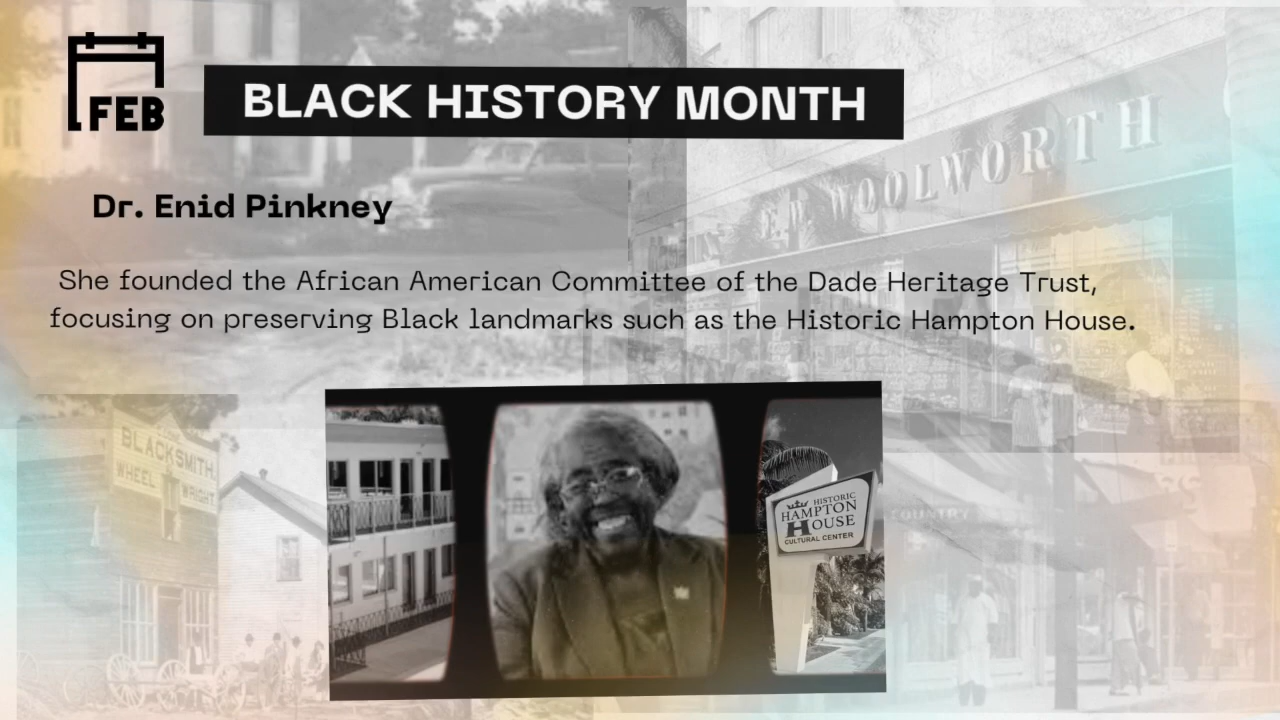 FEB
BLACK HISTORY MONTH
Dr. Enid Pinkney
She founded the African American Committee of the Dade Heritage Trust,
focusing on preserving Black landmarks such as the Historic Hampton House.
F.W. WOOLWORTH
BLACKSMITH.
WHEEL WRIGHT
HISTORIC
HAMPTON
HOUSE
CULTURAL CENTER
COUNTRY